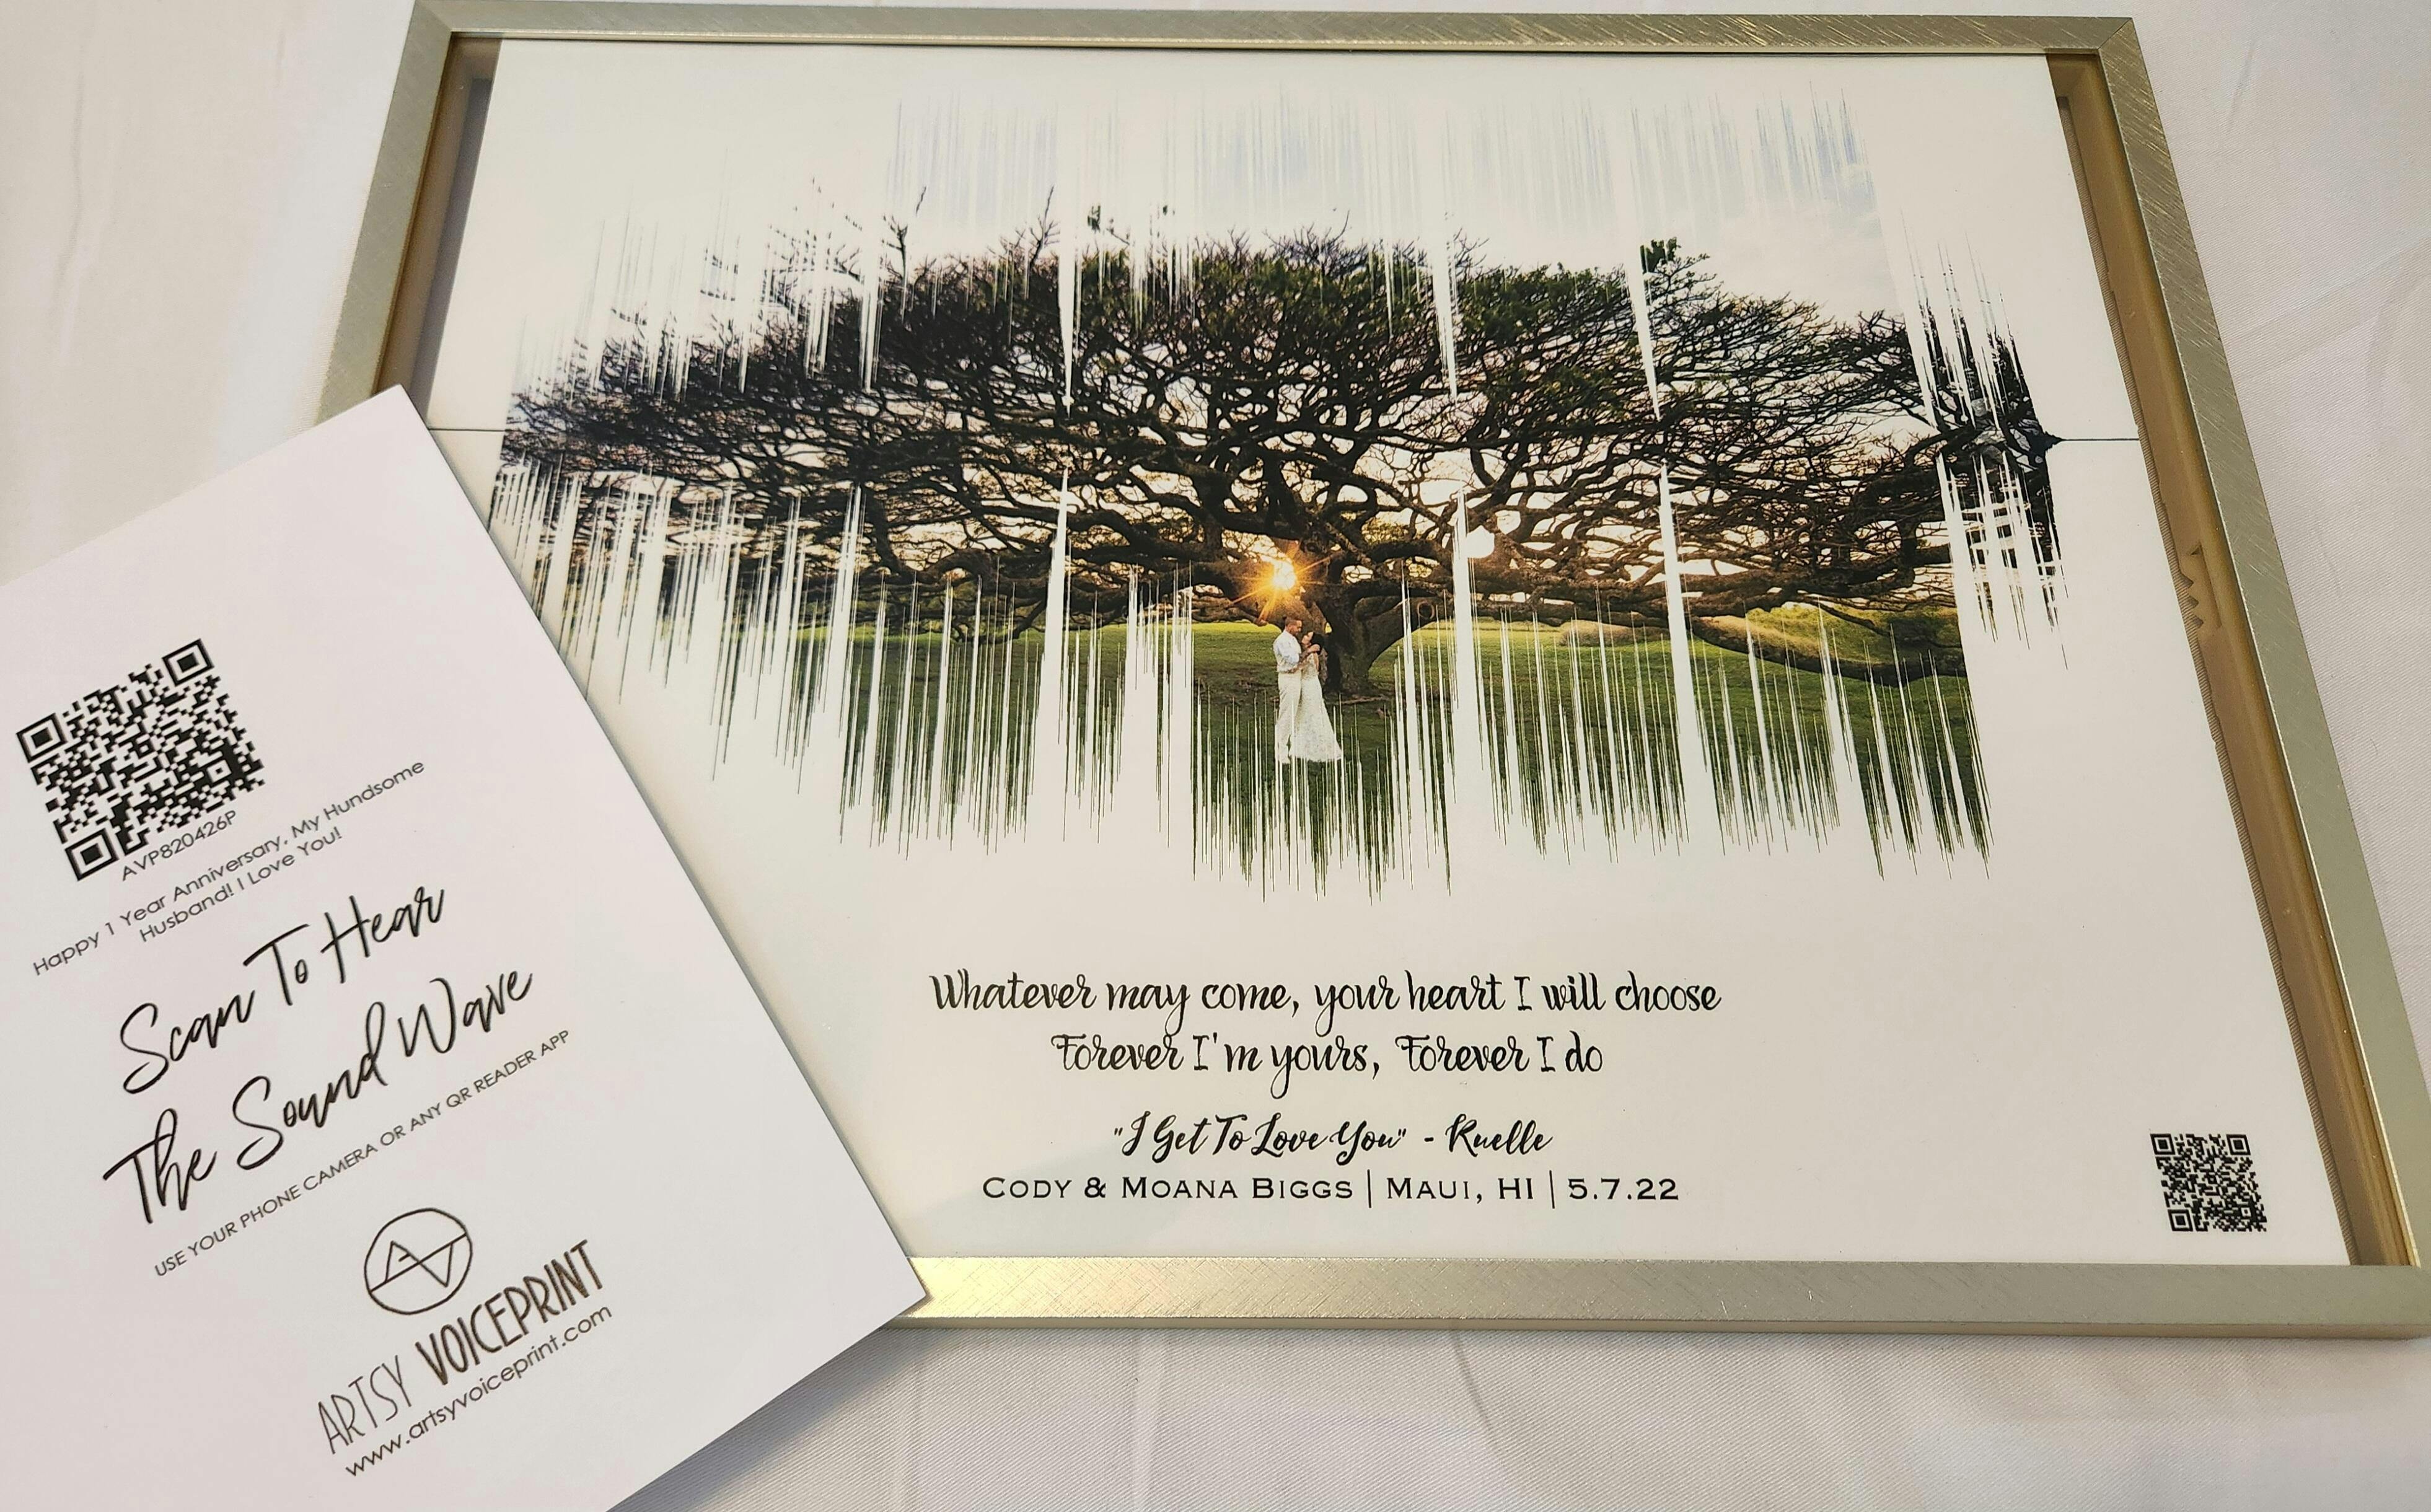 AVP820426P
Happy 1 Year Anniversary, My Hundsome
Husband! I Love You!
Scan To Hear
The Sound Wave
USE YOUR PHONE CAMERA OR ANY QR READER APP
ARTSY VOICEPRINT
www.artsyvoiceprint.com
Whatever may come, your heart I will choose
Forever I'm yours, Forever I do
"I Get To Love You" - Ruelle
CODY & MOANA BIGGS | MAUI, HI | 5.7.22